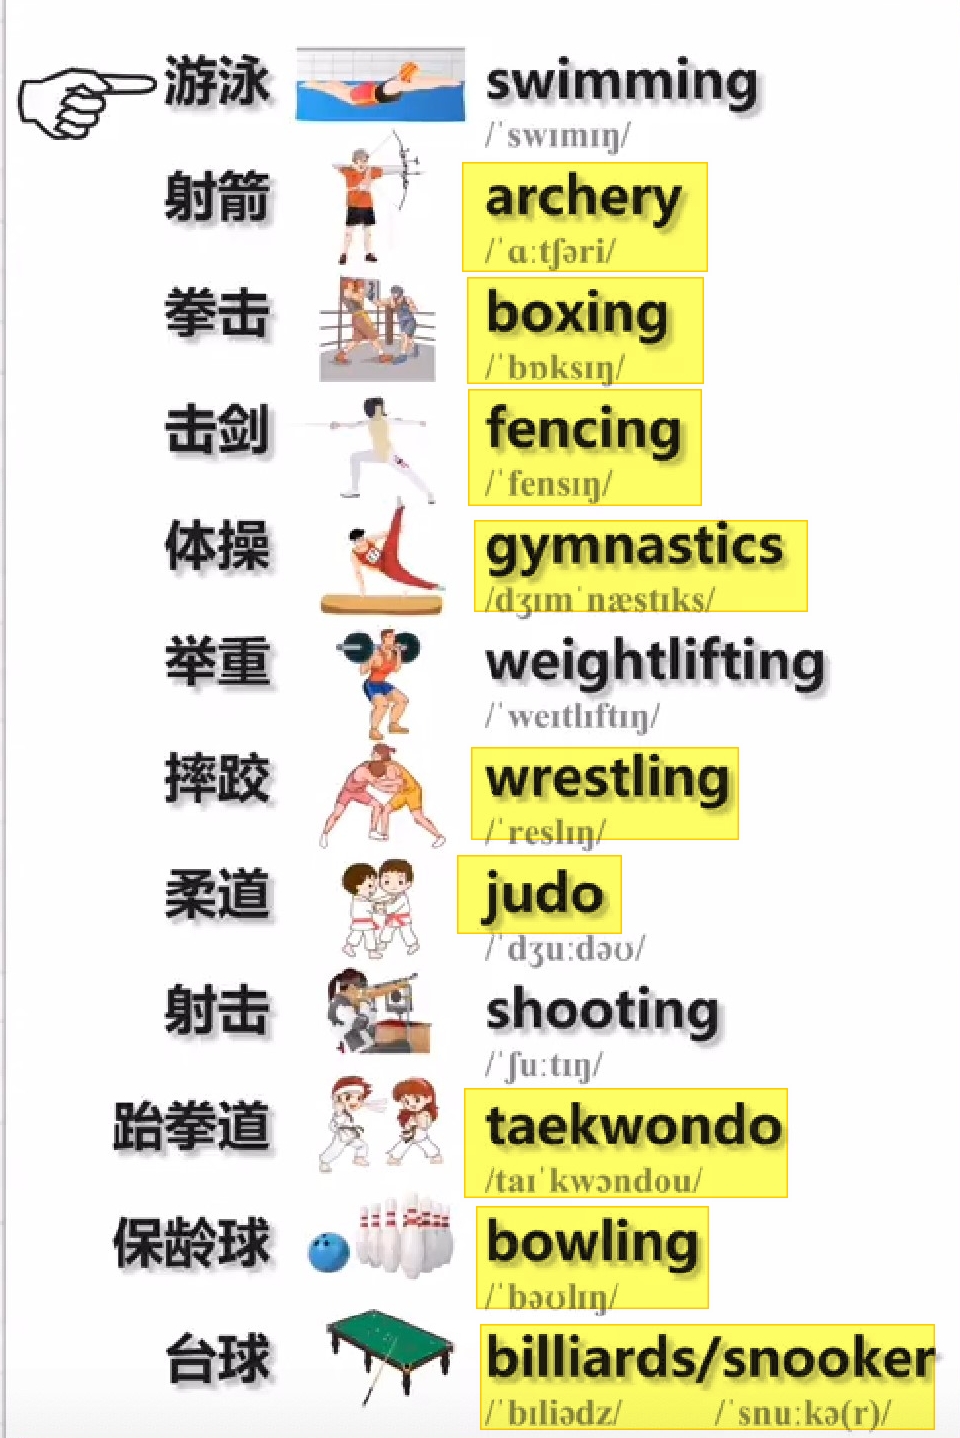 游泳 swimming
/ˈswɪmɪŋ/
射箭 archery
/ˈɑːtʃəri/
拳击 boxing
/ˈbɒksɪŋ/
击剑 fencing
/ˈfensɪŋ/
体操 gymnastics
/dʒɪmˈnæstɪks/
举重 weightlifting
/ˈweɪtlɪftɪŋ/
摔跤 wrestling
/ˈreslɪŋ/
柔道 judo
/ˈdʒuːdəʊ/
射击 shooting
/ˈʃuːtɪŋ/
跆拳道 taekwondo
/taɪˈkwɔndou/
保龄球 bowling
/ˈbəʊlɪŋ/
台球 billiards/snooker
/ˈbɪliədz/ /ˈsnuːkə(r)/